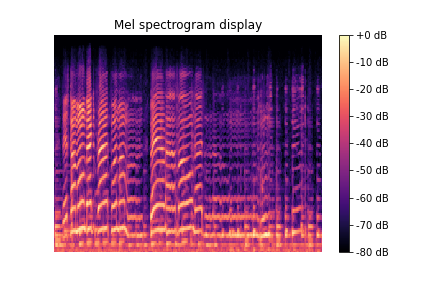 Mel spectrogram display
+0 dB
-10 dB
-20 dB
-30 dB
-40 dB
-50 dB
-60 dB
-70 dB
-80 dB